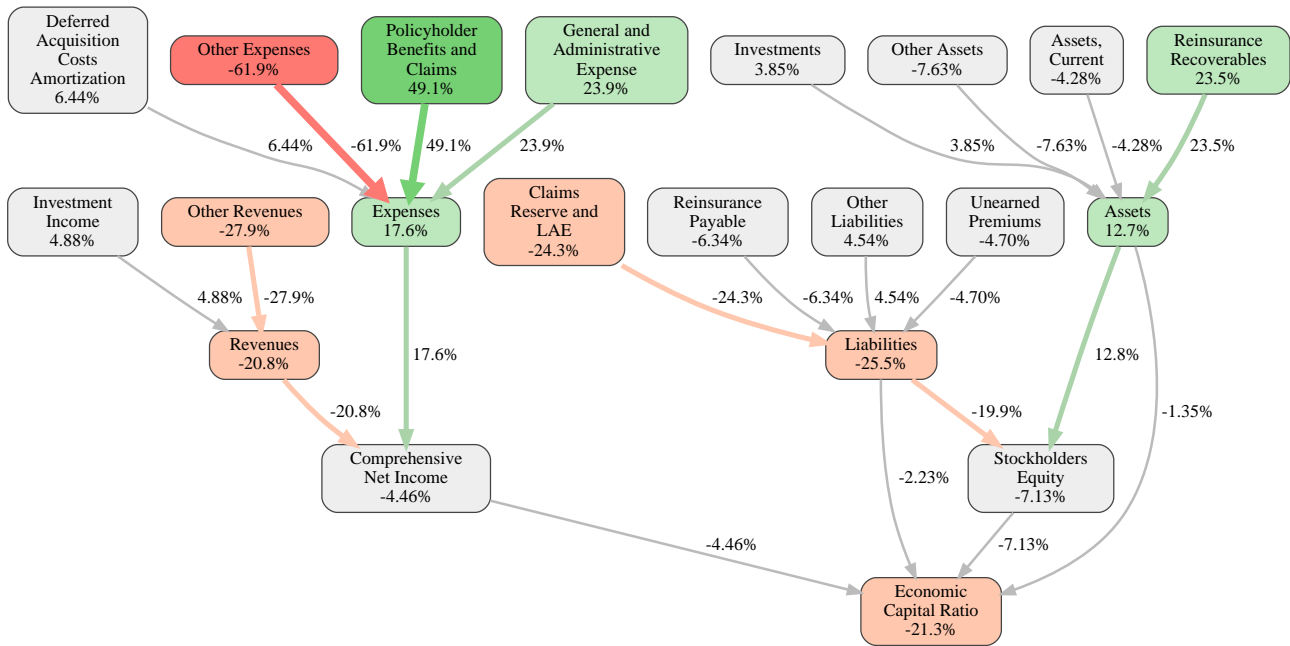 Deferred
Acquisition
Costs
Amortization
6.44%
Other Expenses
-61.9%
Policyholder
Benefits and
Claims
49.1%
General and
Administrative
Expense
23.9%
Investments
3.85%
Other Assets
-7.63%
Assets,
Current
-4.28%
Reinsurance
Recoverables
23.5%
6.44%
-61.9%
49.1%
23.9%
3.85%
-7.63%
-4.28%
23.5%
Investment
Income
4.88%
Other Revenues
-27.9%
Expenses
17.6%
Claims
Reserve and
LAE
-24.3%
Reinsurance
Payable
-6.34%
Other
Liabilities
4.54%
Unearned
Premiums
-4.70%
Assets
12.7%
4.88%
-27.9%
-24.3%
-6.34%
4.54%
-4.70%
Revenues
-20.8%
17.6%
Liabilities
-25.5%
12.8%
-20.8%
-19.9%
-1.35%
Comprehensive
Net Income
-4.46%
-2.23%
Stockholders
Equity
-7.13%
-4.46%
-7.13%
Economic
Capital Ratio
-21.3%